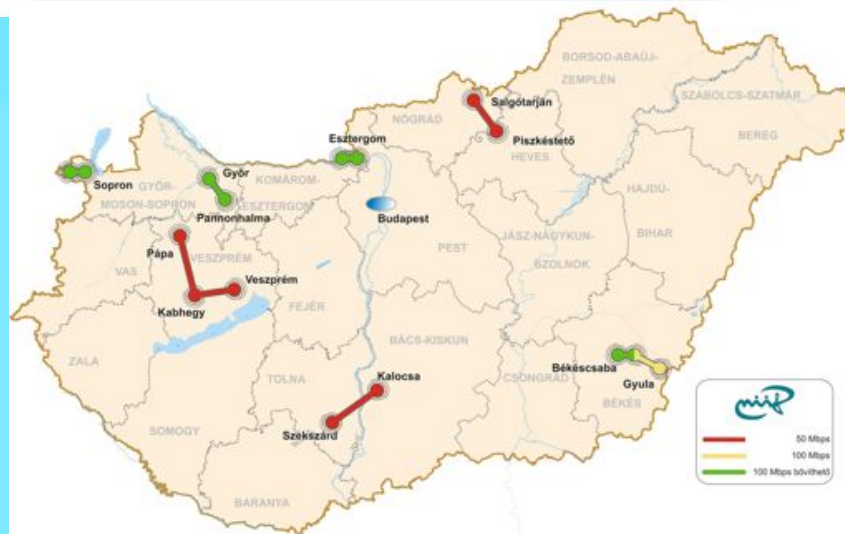 BORSOD-ABAÚJ-
ZEMPLÉN
SZABOLCS-SZATMÁR
BEREG
Salgótarján
NÓGRÁD
Piszkéstető
HEVES
Esztergom
Győr
KOMÁROM-
ESZTERGOM
Sopron
GYŐR-
MOSON-SOPRON
Pannonhalma
HAJDÚ-
BIHAR
Budapest
PEST
JÁSZ-NAGYKUN-
SZOLNOK
Pápa
VESZPRÉM
VAS
Veszprém
Kabhegy
FEJÉR
BÁCS-KISKUN
ZALA
TOLNA
Kalocsa
CSONGRÁD
Békéscsaba
Gyula
BÉKÉS
SOMOGY
Szekszárd
BARANYA
niif
50 Mbps
100 Mbps
100 Mbps bővíthető